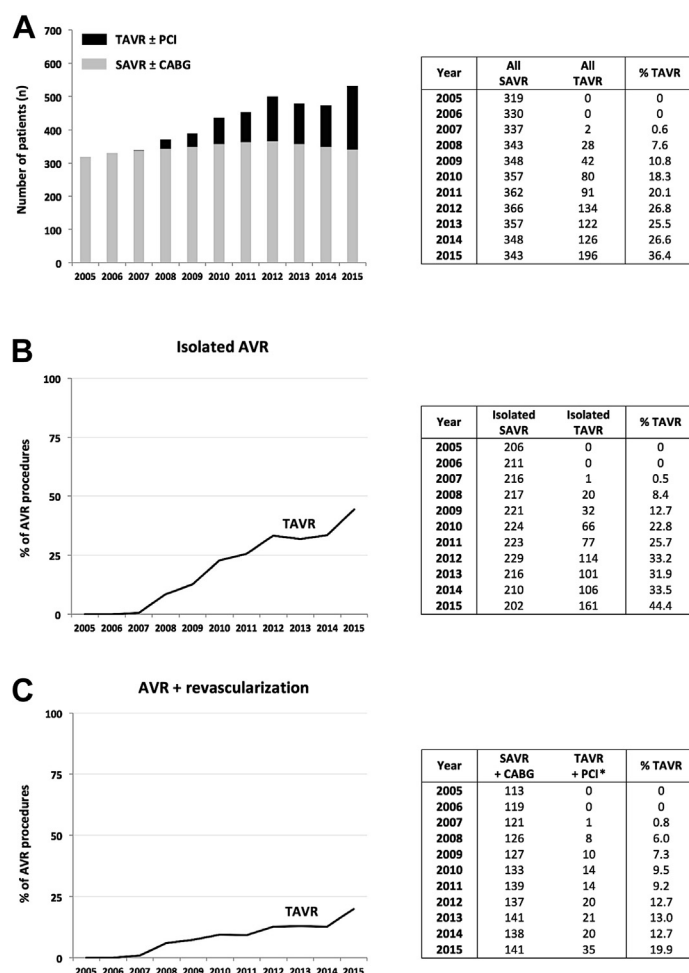 A
TAVR ± PCI
SAVR ± CABG
Number of patients (n)
700
600
500
400
300
200
100
0
2005 2006 2007 2008 2009 2010 2011 2012 2013 2014 2015
Year All SAVR All TAVR % TAVR
2005 319 0 0
2006 330 0 0
2007 337 2 0.6
2008 343 28 7.6
2009 348 42 10.8
2010 357 80 18.3
2011 362 91 20.1
2012 366 134 26.8
2013 357 122 25.5
2014 348 126 26.6
2015 343 196 36.4
B
Isolated AVR
% of AVR procedures
100
75
50
25
0
TAVR
2005 2006 2007 2008 2009 2010 2011 2012 2013 2014 2015
Year Isolated SAVR Isolated TAVR % TAVR
2005 206 0 0
2006 211 0 0
2007 216 1 0.5
2008 217 20 8.4
2009 221 32 12.7
2010 224 66 22.8
2011 223 77 25.7
2012 229 114 33.2
2013 216 101 31.9
2014 210 106 33.5
2015 202 161 44.4
C
AVR + revascularization
% of AVR procedures
100
75
50
25
0
TAVR
2005 2006 2007 2008 2009 2010 2011 2012 2013 2014 2015
Year SAVR + CABG TAVR + PCI* % TAVR
2005 113 0 0
2006 119 0 0
2007 121 1 0.8
2008 126 8 6.0
2009 127 10 7.3
2010 133 14 9.5
2011 139 14 9.2
2012 137 20 12.7
2013 141 21 13.0
2014 138 20 12.7
2015 141 35 19.9